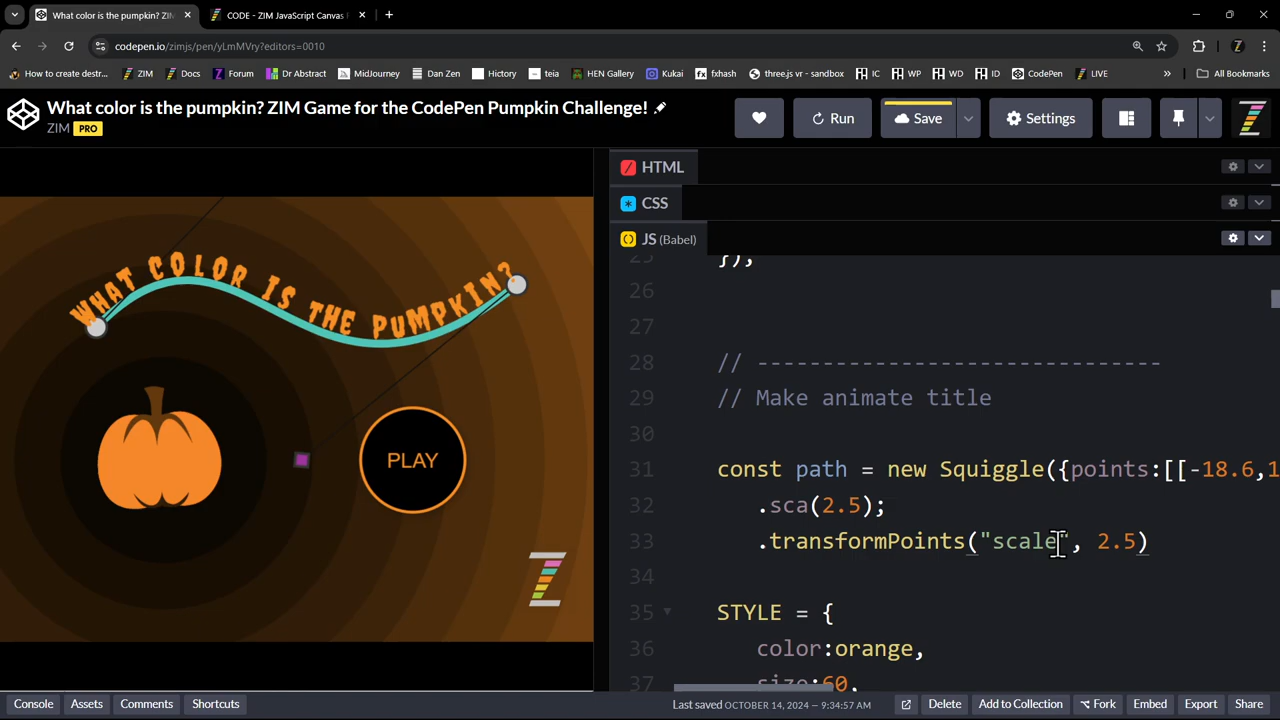 What color is the pumpkin? ZIM
CODE - ZIM JavaScript Canvas
codepen.io/zimjs/pen/yLmMVry?editors=0010
How to create destr... ZIM Docs Forum Dr Abstract MidJourney Dan Zen Hictory teia HEN Gallery Kukai fxhash three.js vr - sandbox IC WP WD ID CodePen LIVE » All Bookmarks
What color is the pumpkin? ZIM Game for the CodePen Pumpkin Challenge!
ZIM PRO
Run Save Settings
HTML
CSS
JS (Babel)
WHAT COLOR IS THE PUMPKIN?
PLAY
25 }),
26
27
28 // -------------------------------
29 // Make animate title
30
31 const path = new Squiggle({points:[[-18.6,1
32 .sca(2.5);
33 .transformPoints("scale", 2.5)
34
35 STYLE = {
36 color:orange,
37 size:60,
Console Assets Comments Shortcuts Last saved OCTOBER 14, 2024 — 9:34:57 AM Delete Add to Collection Fork Embed Export Share